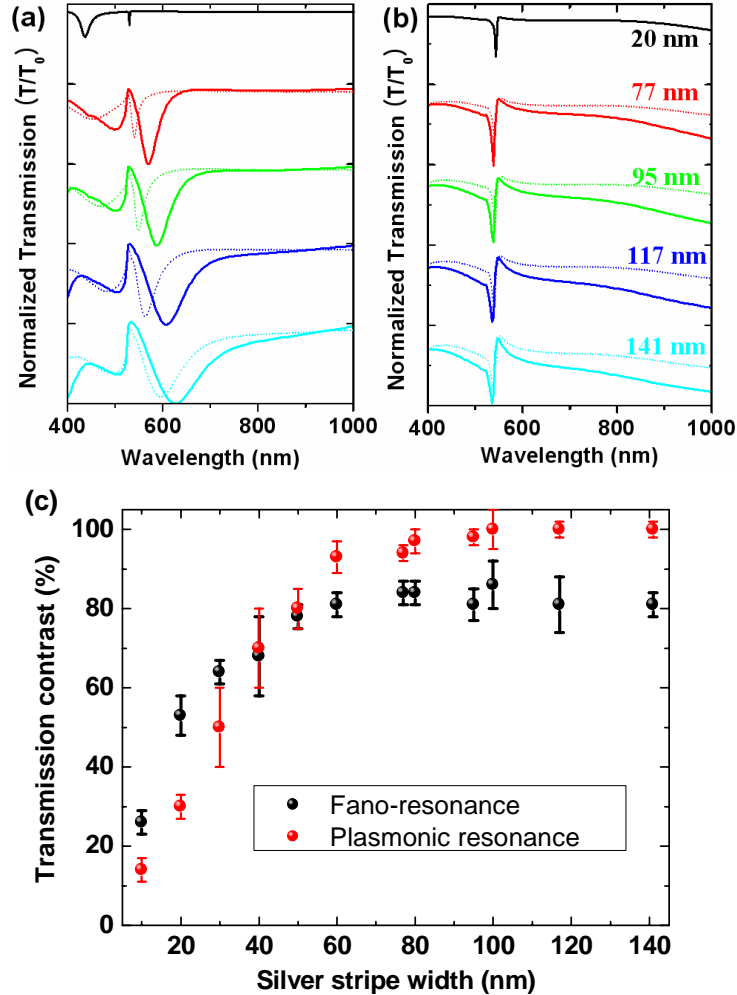 (a)
Normalized Transmission (T/T0)
400 600 800 1000
Wavelength (nm)
(b)
Normalized Transmission (T/T0)
20 nm
77 nm
95 nm
117 nm
141 nm
400 600 800 1000
Wavelength (nm)
(c)
Transmission contrast (%)
100
80
60
40
20
0
Fano-resonance
Plasmonic resonance
20 40 60 80 100 120 140
Silver stripe width (nm)